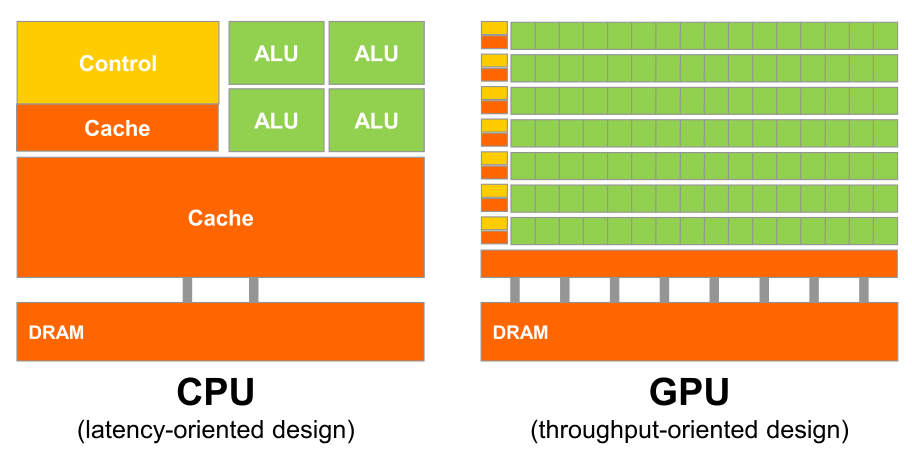 Control
ALU
ALU
Cache
ALU
ALU
Cache
DRAM
CPU
(latency-oriented design)
DRAM
GPU
(throughput-oriented design)